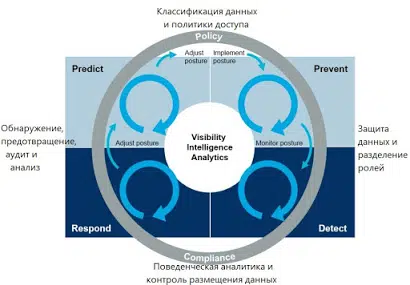 Классификация данных
и политики доступа
Policy
Adjust
posture
Implement
posture
Predict
Prevent
Обнаружение,
предотвращение,
аудит и
анализ
Adjust posture
Visibility
Intelligence
Analytics
Monitor posture
Защита
данных и
разделение
ролей
Respond
Detect
Compliance
Поведенческая аналитика и
контроль размещения данных